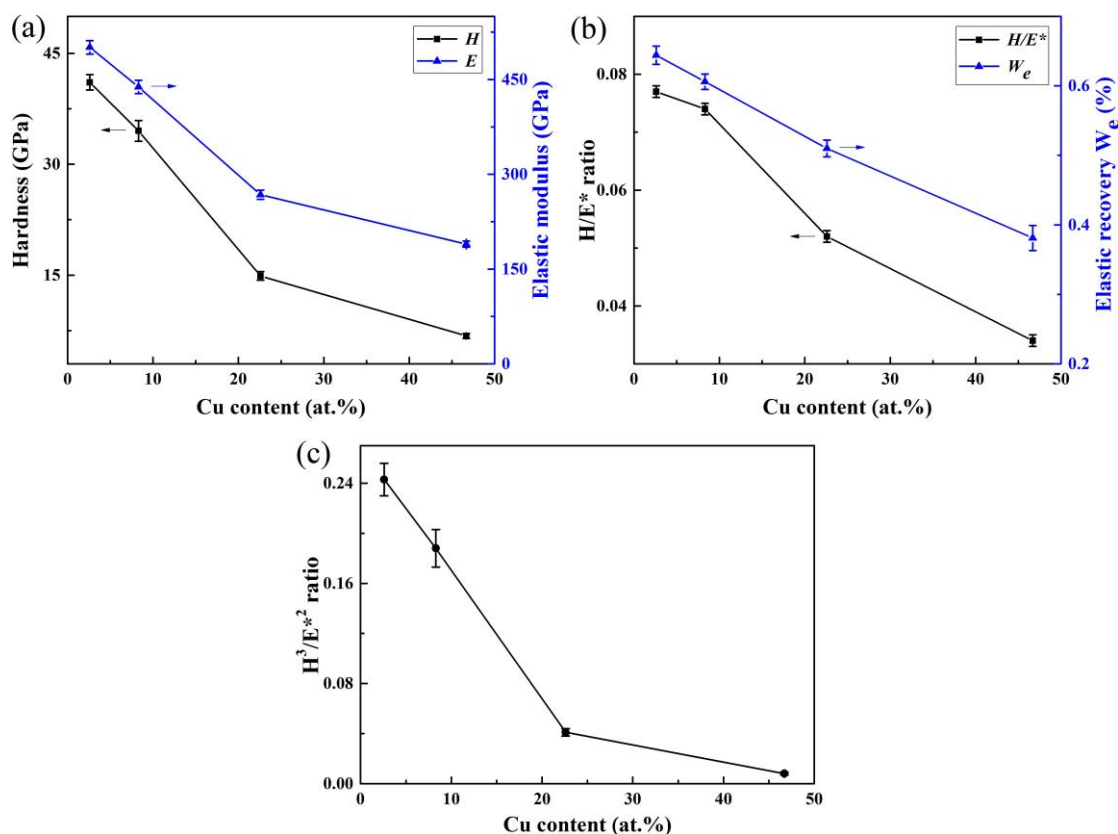 (a)
H
E
45
30
15
Hardness (GPa)
450
300
150
0
Elastic modulus (GPa)
0 10 20 30 40 50
Cu content (at.%)
(b)
H/E*
We
0.08
0.06
0.04
H/E* ratio
0.6
0.4
0.2
Elastic recovery We (%)
0 10 20 30 40 50
Cu content (at.%)
(c)
0.24
0.16
0.08
0.00
H³/E*² ratio
0 10 20 30 40 50
Cu content (at.%)